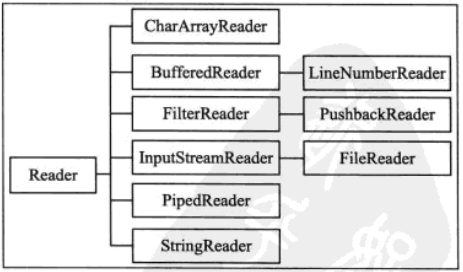 CharArrayReader
BufferedReader
LineNumberReader
FilterReader
PushbackReader
InputStreamReader
FileReader
Reader
PipedReader
StringReader